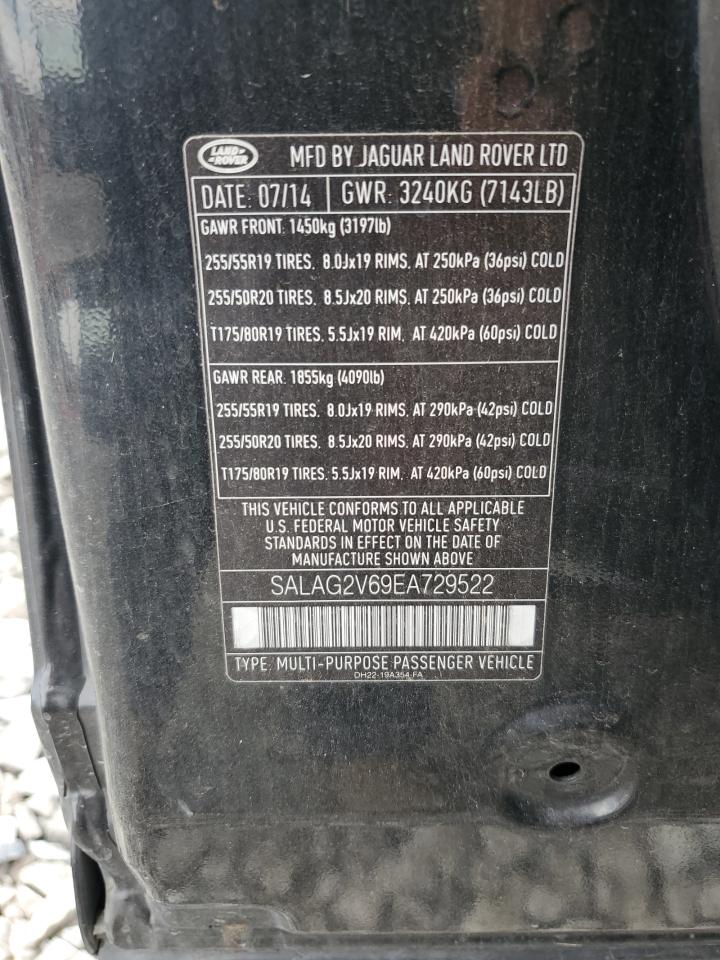 LAND ROVER MFD BY JAGUAR LAND ROVER LTD
DATE: 07/14 GWR: 3240KG (7143LB)
GAWR FRONT: 1450kg (3197lb)
255/55R19 TIRES, 8.0Jx19 RIMS, AT 250kPa (36psi) COLD
255/50R20 TIRES, 8.5Jx20 RIMS, AT 250kPa (36psi) COLD
T175/80R19 TIRES, 5.5Jx19 RIM, AT 420kPa (60psi) COLD
GAWR REAR: 1855kg (4090lb)
255/55R19 TIRES, 8.0Jx19 RIMS, AT 290kPa (42psi) COLD
255/50R20 TIRES, 8.5Jx20 RIMS, AT 290kPa (42psi) COLD
T175/80R19 TIRES, 5.5Jx19 RIM, AT 420kPa (60psi) COLD
THIS VEHICLE CONFORMS TO ALL APPLICABLE
U.S. FEDERAL MOTOR VEHICLE SAFETY
STANDARDS IN EFFECT ON THE DATE OF
MANUFACTURE SHOWN ABOVE
SALAG2V69EA729522
TYPE: MULTI-PURPOSE PASSENGER VEHICLE
DH22-19A354-FA